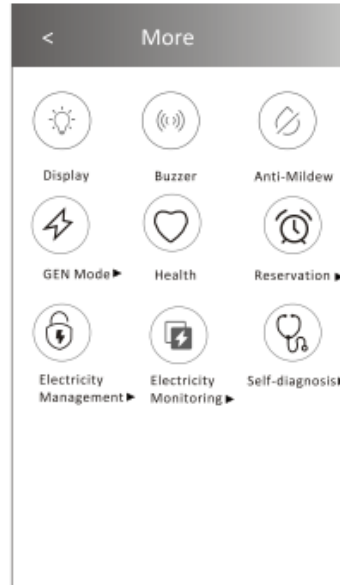 < More
Display Buzzer Anti-Mildew
GEN Mode▶ Health Reservation▶
Electricity Electricity Self-diagnosis▶
Management▶ Monitoring▶